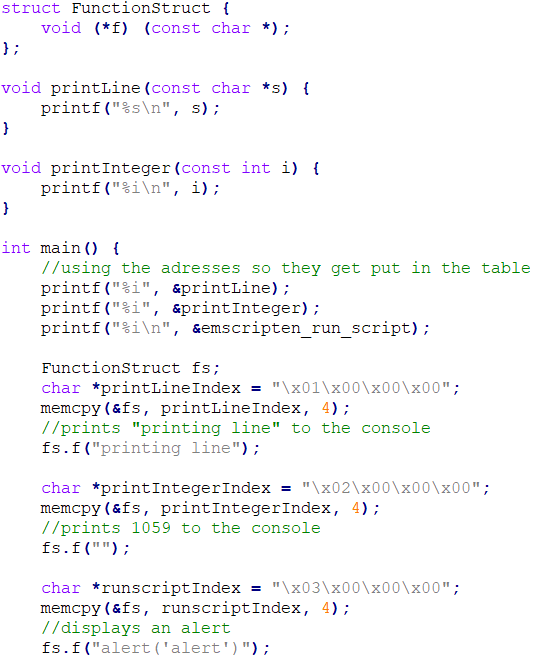 struct FunctionStruct {
    void (*f) (const char *);
};

void printLine(const char *s) {
    printf("%s\n", s);
}

void printInteger(const int i) {
    printf("%i\n", i);
}

int main() {
    //using the adresses so they get put in the table
    printf("%i", &printLine);
    printf("%i", &printInteger);
    printf("%i\n", &emscripten_run_script);

    FunctionStruct fs;
    char *printLineIndex = "\x01\x00\x00\x00";
    memcpy(&fs, printLineIndex, 4);
    //prints "printing line" to the console
    fs.f("printing line");

    char *printIntegerIndex = "\x02\x00\x00\x00";
    memcpy(&fs, printIntegerIndex, 4);
    //prints 1059 to the console
    fs.f("");

    char *runscriptIndex = "\x03\x00\x00\x00";
    memcpy(&fs, runscriptIndex, 4);
    //displays an alert
    fs.f("alert('alert')");